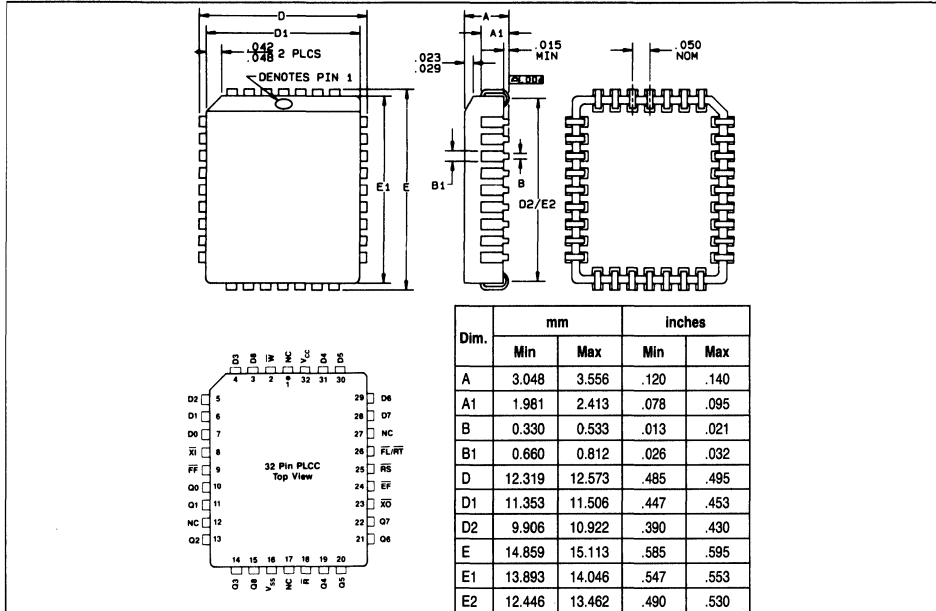 D
D1
.042
.048 2 PLCS
DENOTES PIN 1
E1
E
A
A1
.015
MIN
.023
.029
B1
B
D2/E2
.050
NOM
D3 D8 W̅ NC VCC D4 D5
4 3 2 1 32 31 30
D2 5
D1 6
D0 7
X̅I̅ 8
F̅F̅ 9
Q0 10
Q1 11
NC 12
Q2 13
32 Pin PLCC
Top View
29 D6
28 D7
27 NC
26 F̅L̅/R̅T̅
25 R̅S̅
24 E̅F̅
23 X̅O̅
22 Q7
21 Q6
14 15 16 17 18 19 20
Q3 Q8 VSS NC R̅ Q4 Q5
Dim. mm inches
Min Max Min Max
A 3.048 3.556 .120 .140
A1 1.981 2.413 .078 .095
B 0.330 0.533 .013 .021
B1 0.660 0.812 .026 .032
D 12.319 12.573 .485 .495
D1 11.353 11.506 .447 .453
D2 9.906 10.922 .390 .430
E 14.859 15.113 .585 .595
E1 13.893 14.046 .547 .553
E2 12.446 13.462 .490 .530